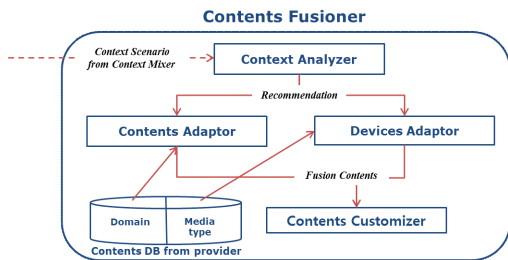 Contents Fusioner
Context Scenario
from Context Mixer
Context Analyzer
Recommendation
Contents Adaptor
Devices Adaptor
Fusion Contents
Domain
Media
type
Contents Customizer
Contents DB from provider